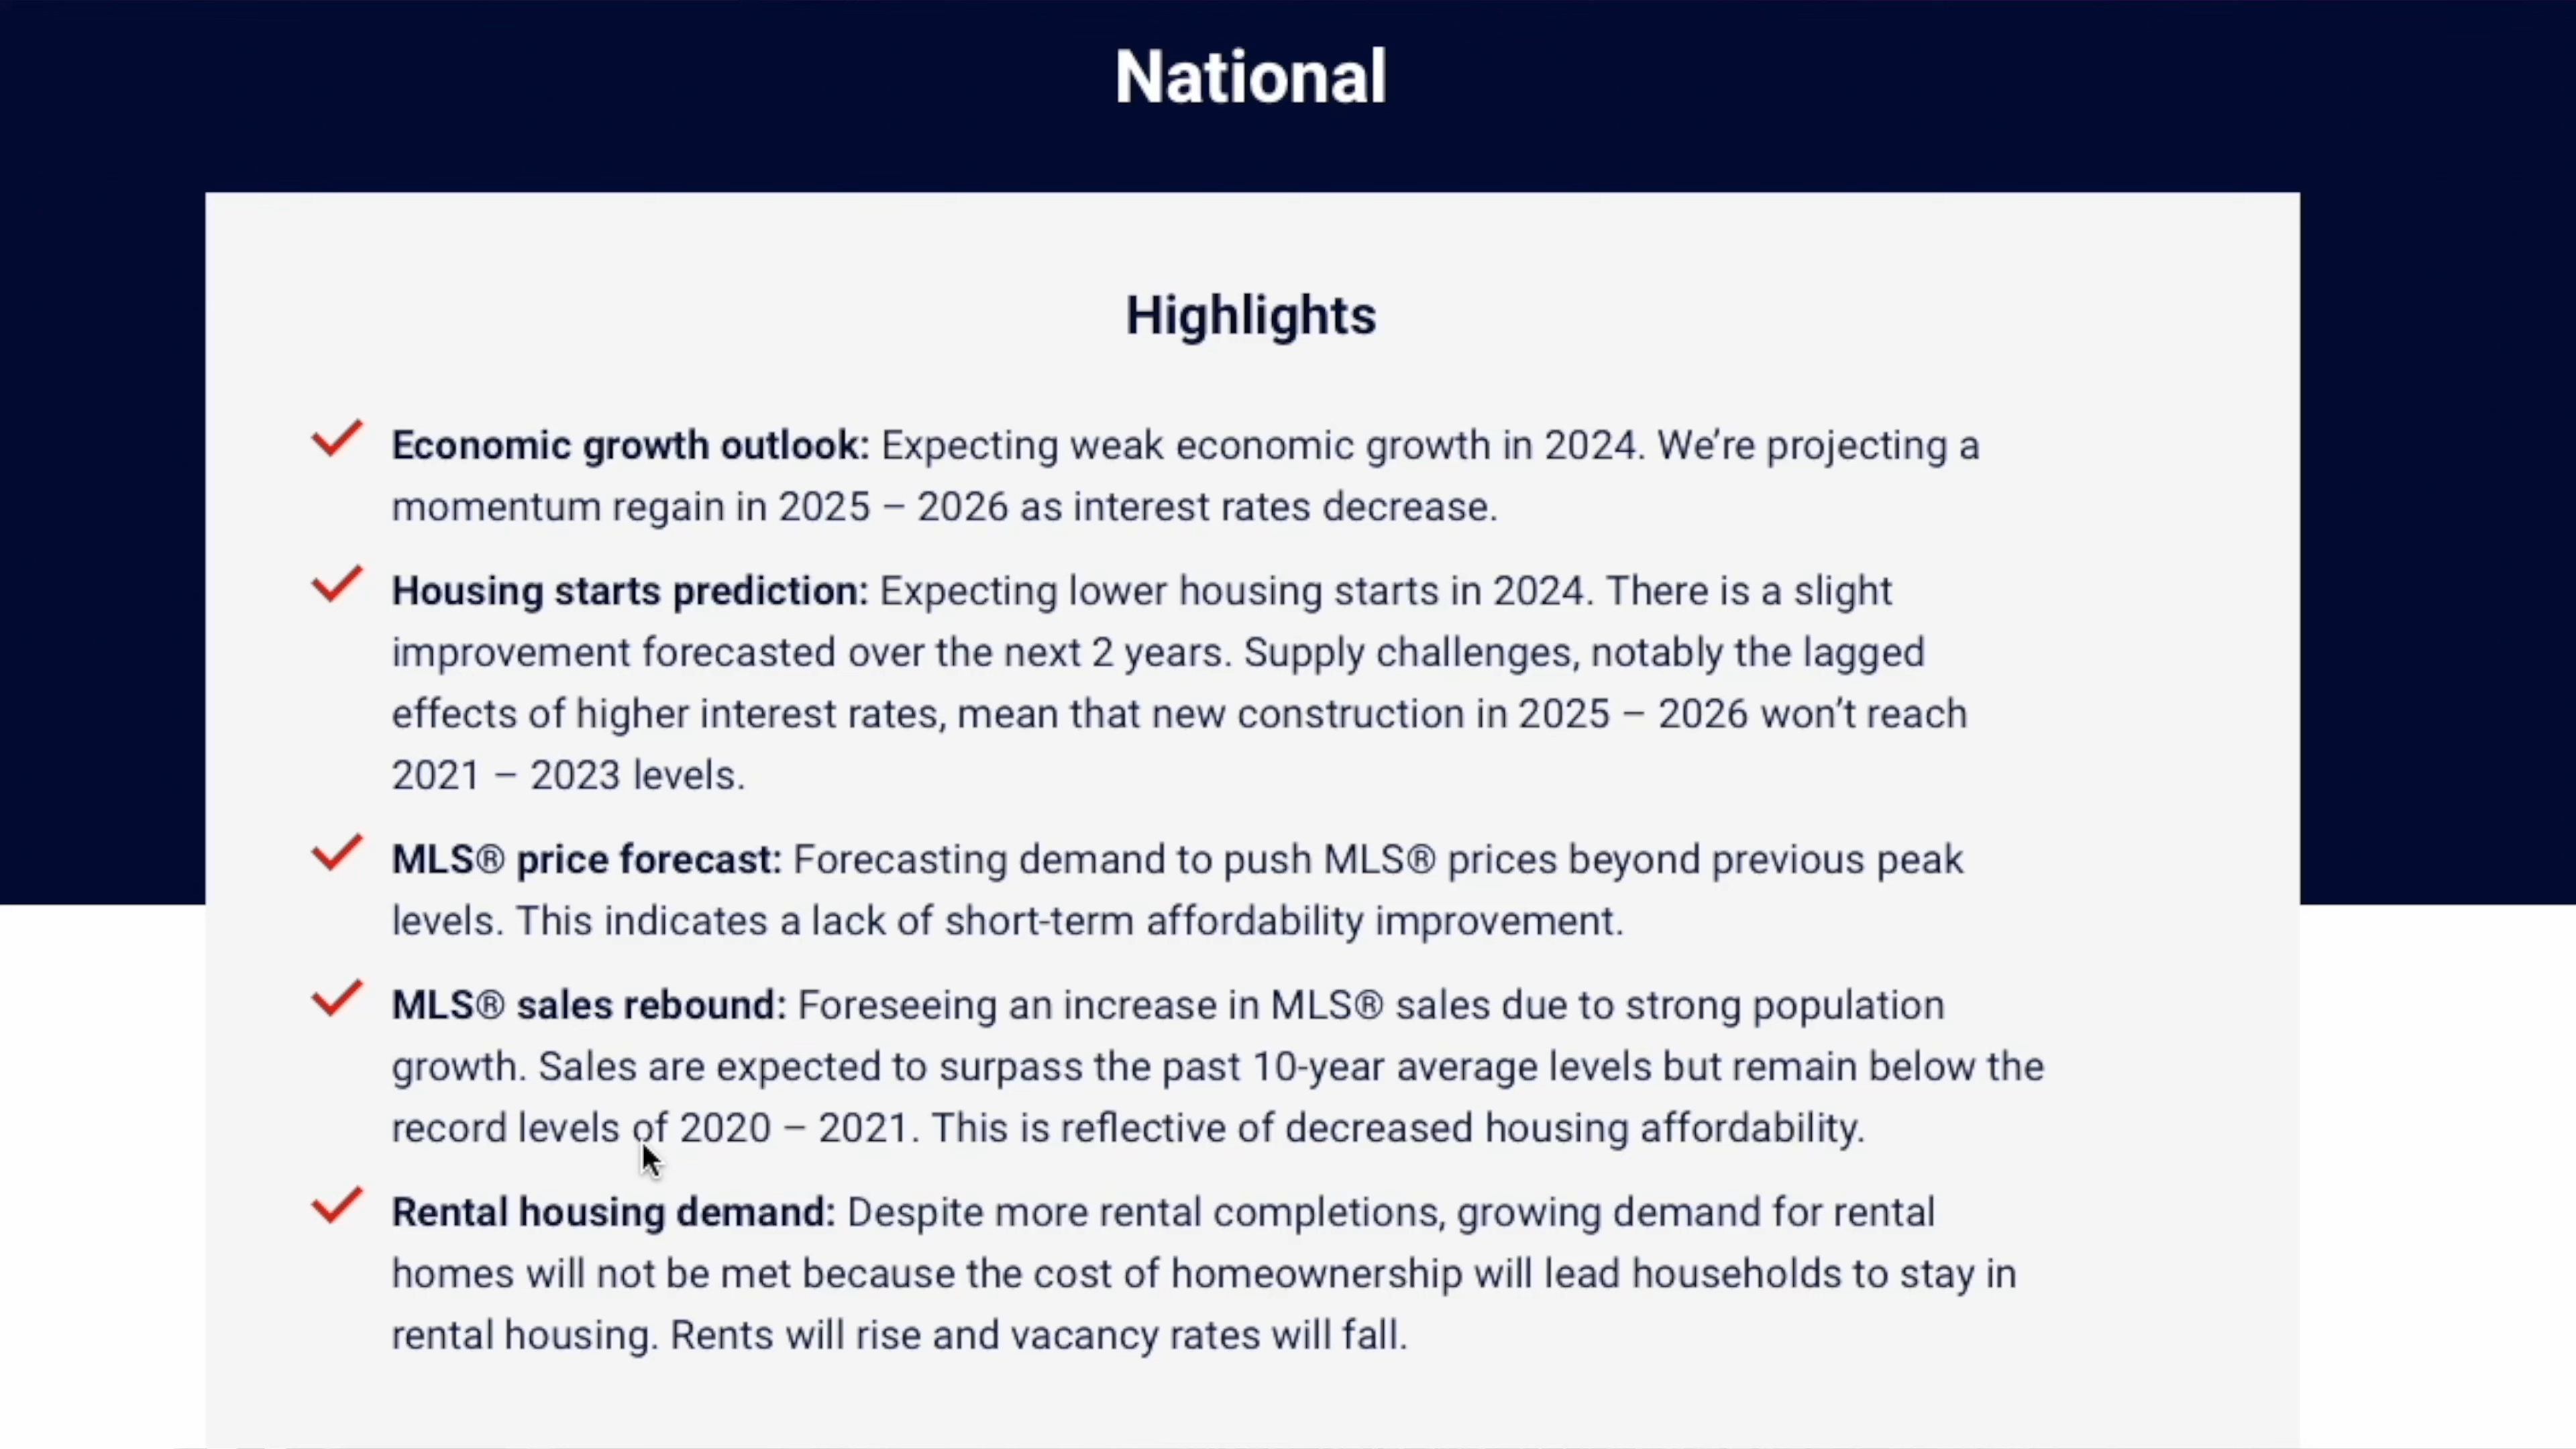 National
Highlights
Economic growth outlook: Expecting weak economic growth in 2024. We’re projecting a
momentum regain in 2025 – 2026 as interest rates decrease.
Housing starts prediction: Expecting lower housing starts in 2024. There is a slight
improvement forecasted over the next 2 years. Supply challenges, notably the lagged
effects of higher interest rates, mean that new construction in 2025 – 2026 won’t reach
2021 – 2023 levels.
MLS® price forecast: Forecasting demand to push MLS® prices beyond previous peak
levels. This indicates a lack of short-term affordability improvement.
MLS® sales rebound: Foreseeing an increase in MLS® sales due to strong population
growth. Sales are expected to surpass the past 10-year average levels but remain below the
record levels of 2020 – 2021. This is reflective of decreased housing affordability.
Rental housing demand: Despite more rental completions, growing demand for rental
homes will not be met because the cost of homeownership will lead households to stay in
rental housing. Rents will rise and vacancy rates will fall.